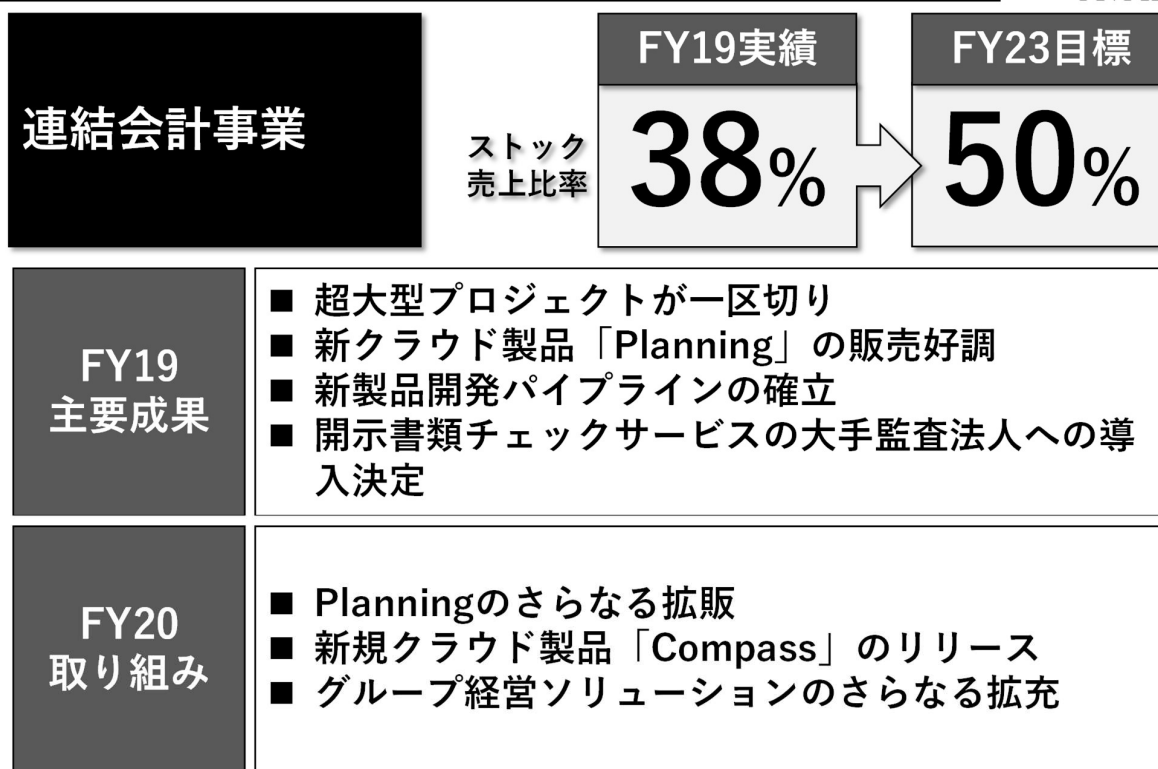 連結会計事業
ストック
売上比率
FY19実績
38%
FY23目標
50%
FY19
主要成果
■ 超大型プロジェクトが一区切り
■ 新クラウド製品「Planning」の販売好調
■ 新製品開発パイプラインの確立
■ 開示書類チェックサービスの大手監査法人への導
入決定
FY20
取り組み
■ Planningのさらなる拡販
■ 新規クラウド製品「Compass」のリリース
■ グループ経営ソリューションのさらなる拡充